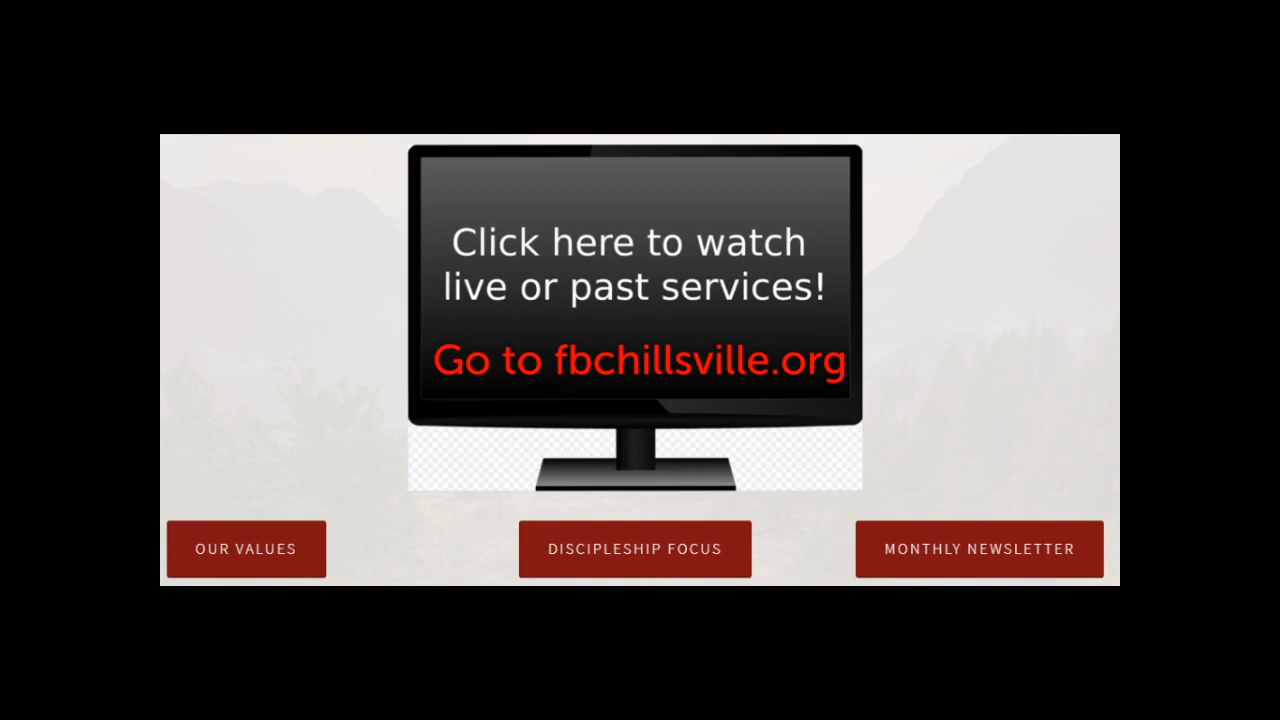 Click here to watch
live or past services!
Go to fbchillsville.org
OUR VALUES
DISCIPLESHIP FOCUS
MONTHLY NEWSLETTER